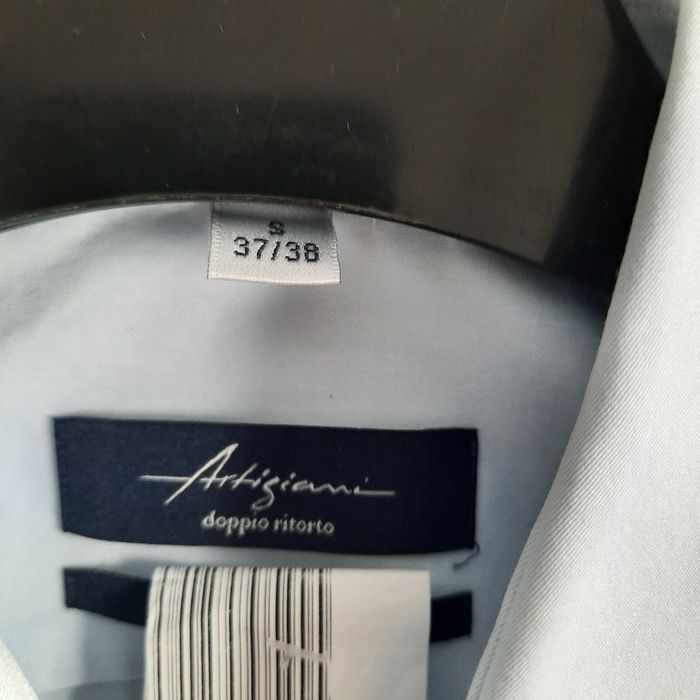 S
37/38
Artigiani
doppio ritorto